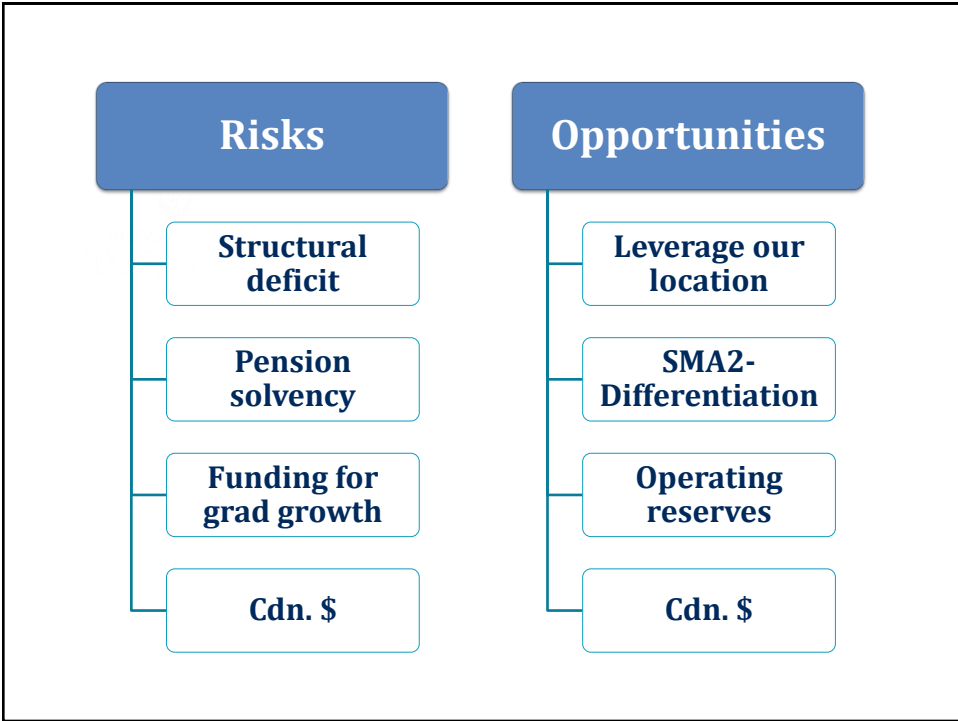 Risks
Structural
deficit
Pension
solvency
Funding for
grad growth
Cdn. $
Opportunities
Leverage our
location
SMA2-
Differentiation
Operating
reserves
Cdn. $